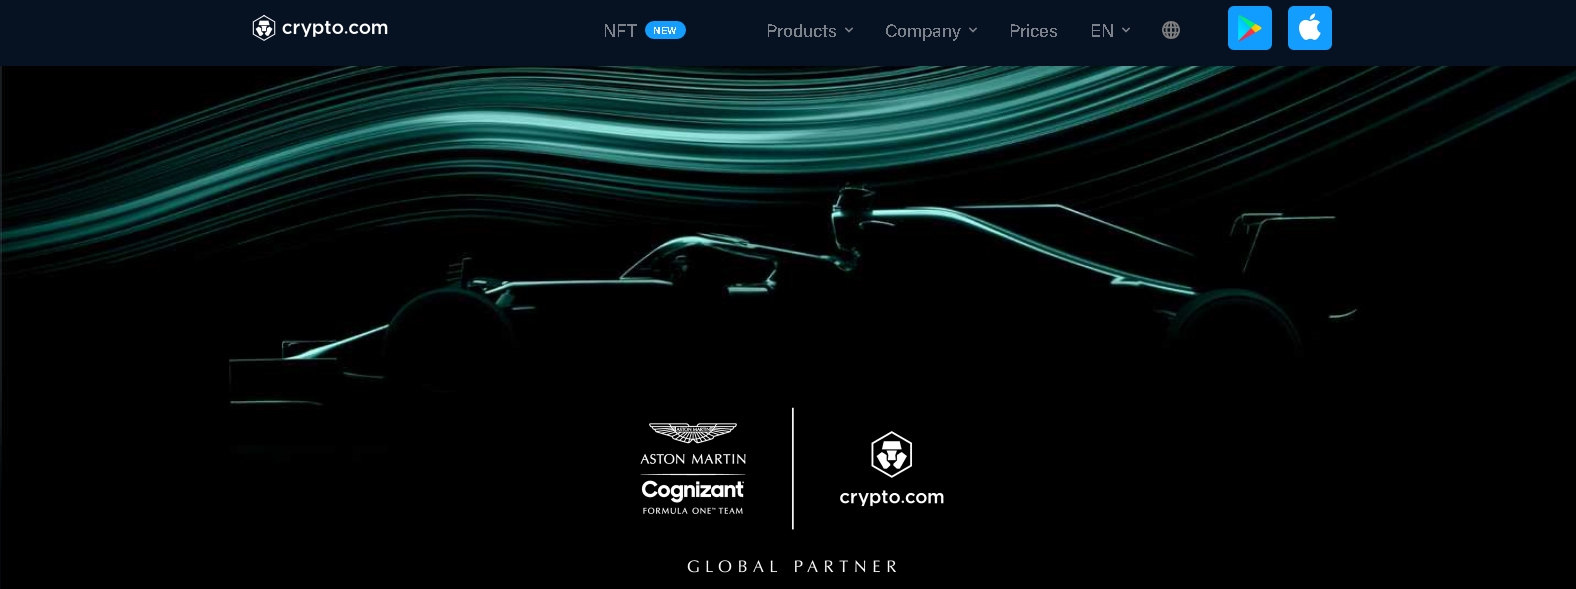 crypto.com
NFT NEW
Products
Company
Prices
EN
ASTON MARTIN
ASTON MARTIN
Cognizant
FORMULA ONE™ TEAM
crypto.com
GLOBAL PARTNER